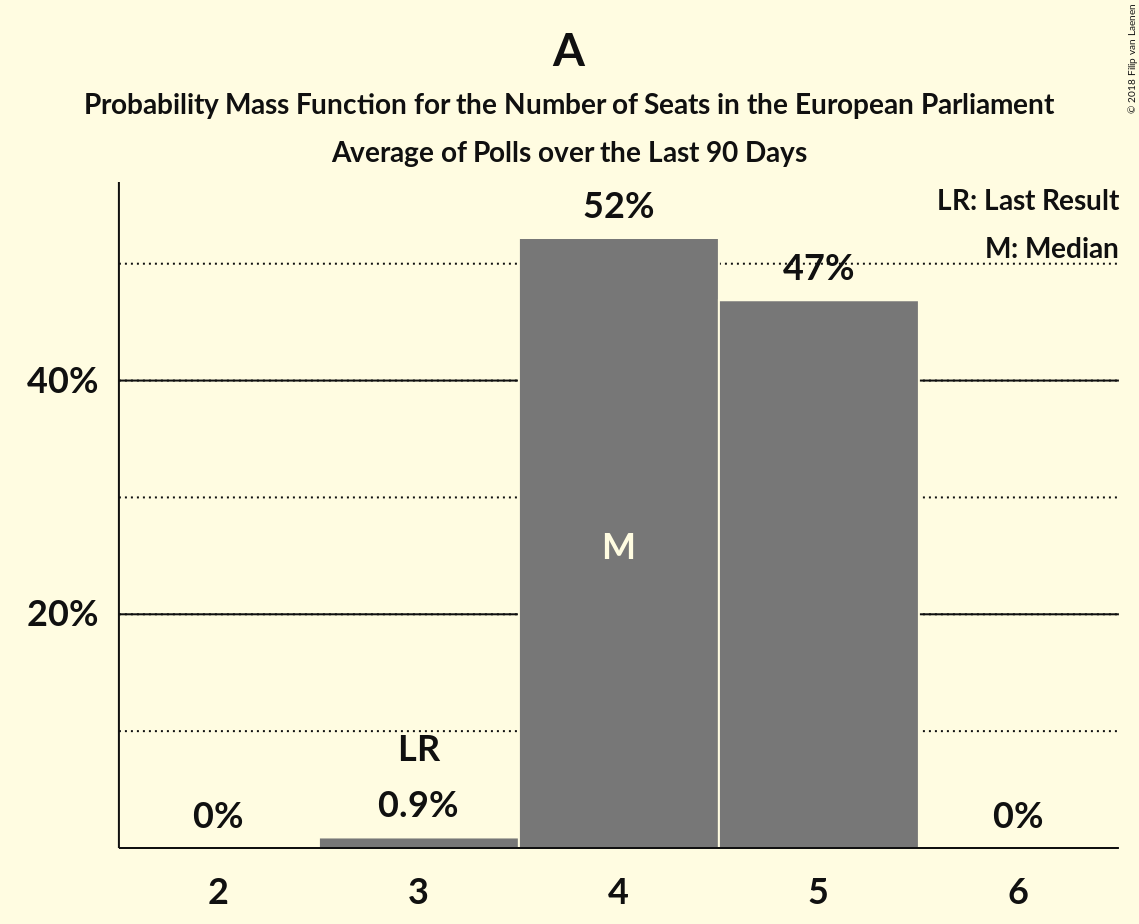 A
Probability Mass Function for the Number of Seats in the European Parliament
Average of Polls over the Last 90 Days
© 2018 Filip van Laenen
LR: Last Result
M: Median
52%
47%
40%
M
20%
LR
0.9%
0%
0%
2 3 4 5 6